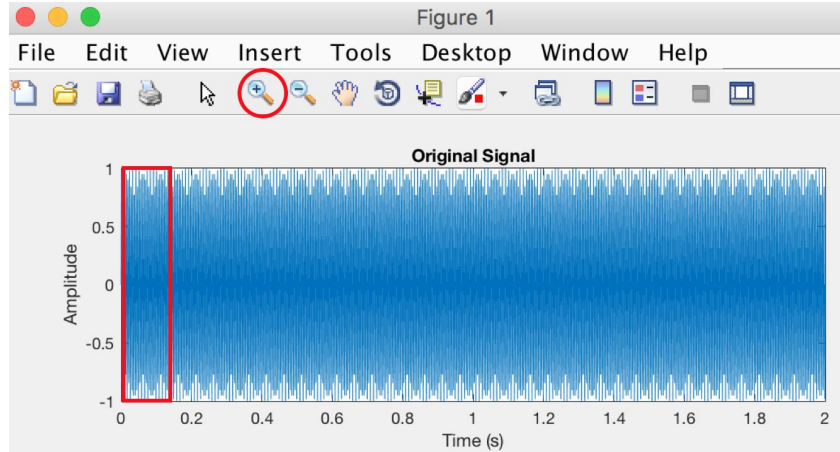 Figure 1
File Edit View Insert Tools Desktop Window Help
Original Signal
1
0.5
0
-0.5
-1
Amplitude
0 0.2 0.4 0.6 0.8 1 1.2 1.4 1.6 1.8 2
Time (s)